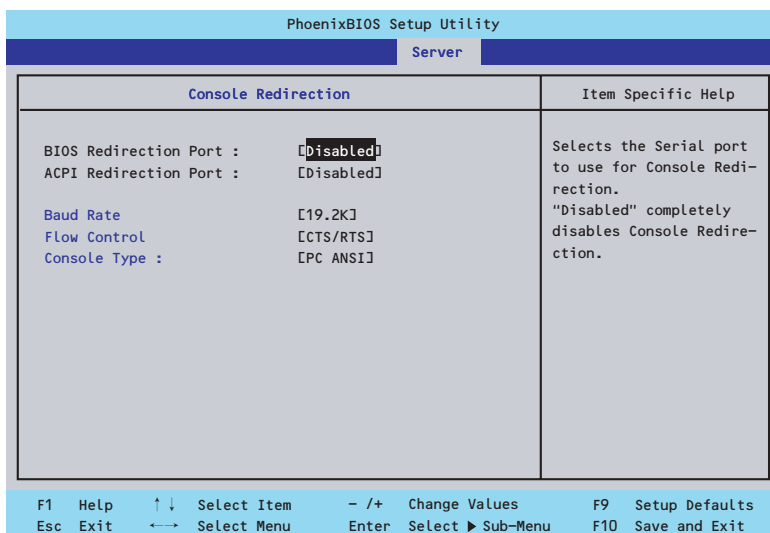 PhoenixBIOS Setup Utility
Server
Console Redirection
Item Specific Help
BIOS Redirection Port : [Disabled]
ACPI Redirection Port : [Disabled]
Baud Rate [19.2K]
Flow Control [CTS/RTS]
Console Type : [PC ANSI]
Selects the Serial port
to use for Console Redi-
rection.
"Disabled" completely
disables Console Redire-
ction.
F1 Help ↑↓ Select Item - /+ Change Values F9 Setup Defaults
Esc Exit ←→ Select Menu Enter Select ▶ Sub-Menu F10 Save and Exit